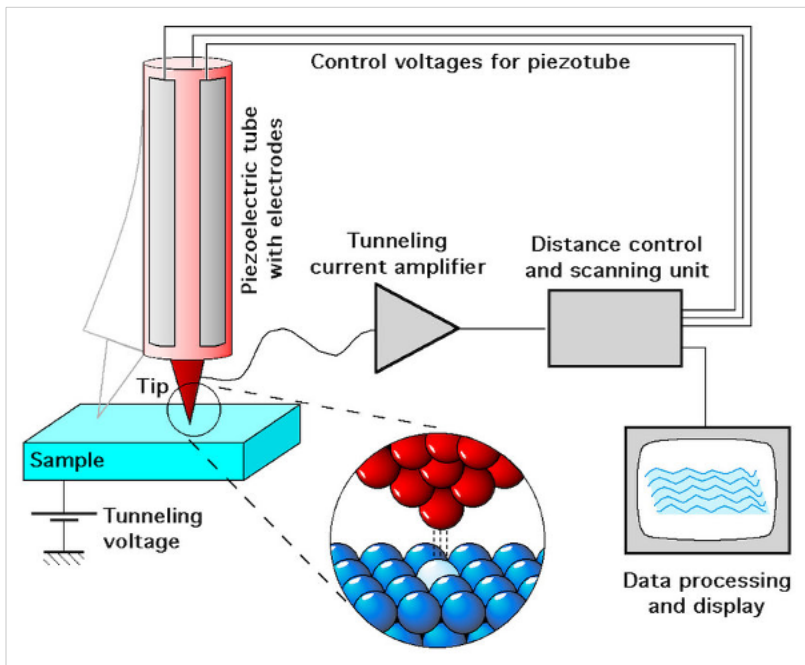 Control voltages for piezotube
Piezoelectric tube
with electrodes
Tunneling
current amplifier
Distance control
and scanning unit
Tip
Sample
Tunneling
voltage
Data processing
and display